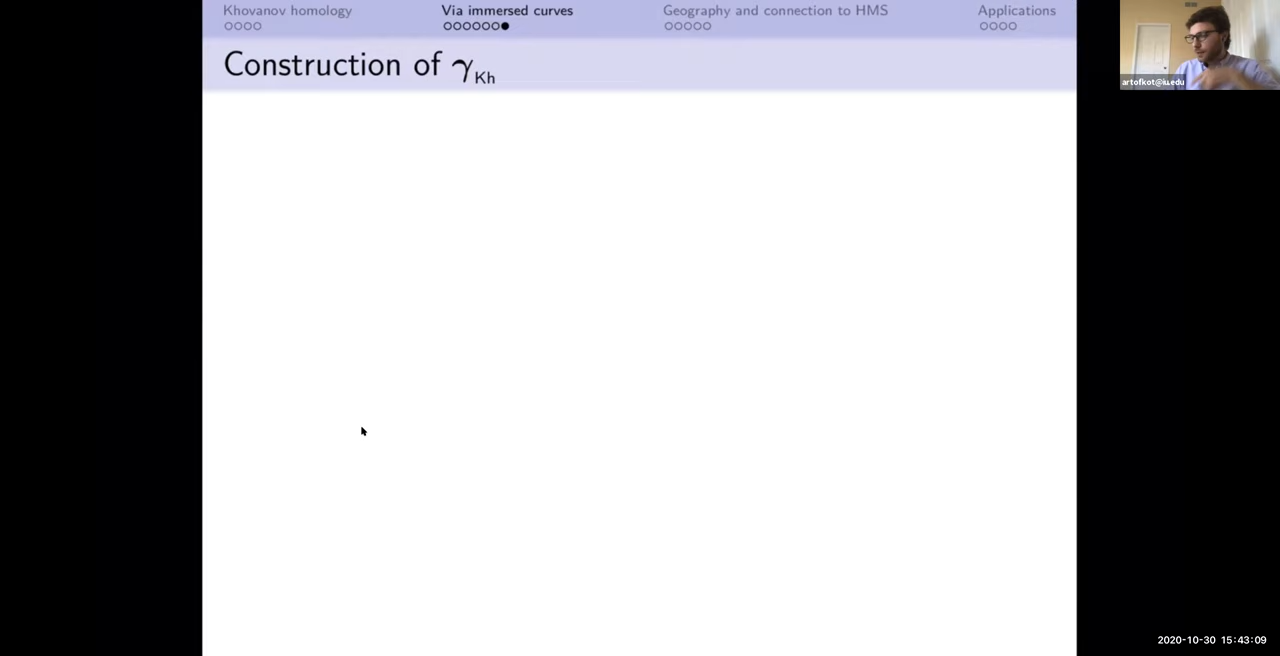 Khovanov homology Via immersed curves Geography and connection to HMS Applications
Construction of γ_Kh
artofkot@iu.edu
2020-10-30 15:43:09